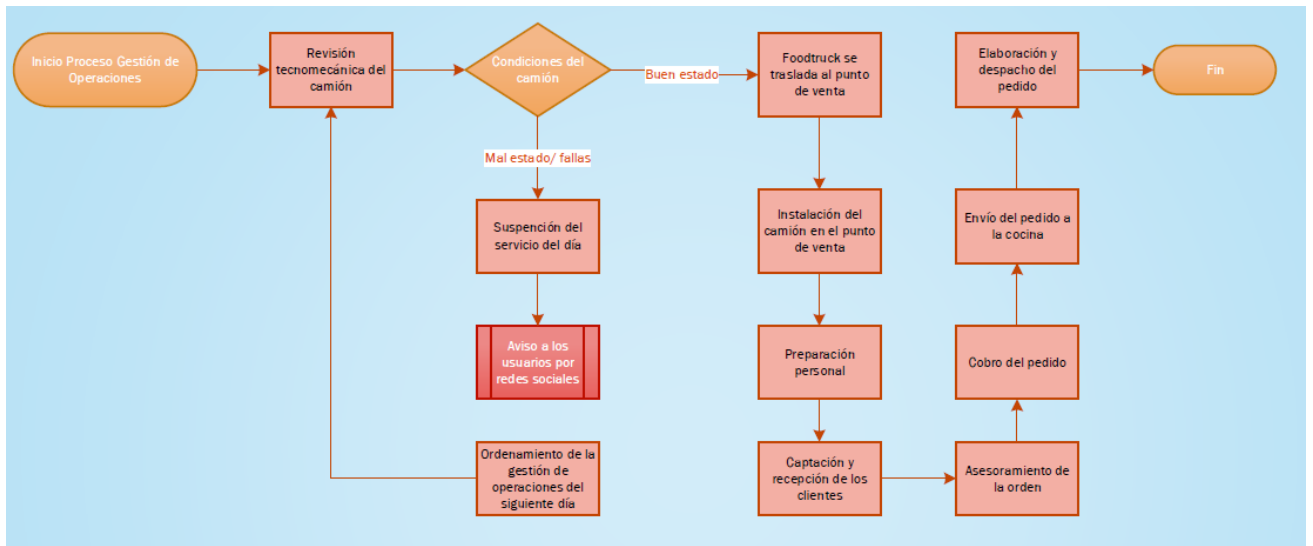 Inicio Proceso Gestión de
Operaciones
Revisión
tecnomecánica del
camión
Condiciones del
camión
Buen estado
Foodtruck se
traslada al punto
de venta
Elaboración y
despacho del
pedido
Fin
Mal estado/ fallas
Suspención del
servicio del día
Instalación del
camión en el punto
de venta
Envío del pedido a
la cocina
Aviso a los
usuarios por
redes sociales
Preparación
personal
Cobro del pedido
Ordenamiento de la
gestión de
operaciones del
siguiente día
Captación y
recepción de los
clientes
Asesoramiento de
la orden